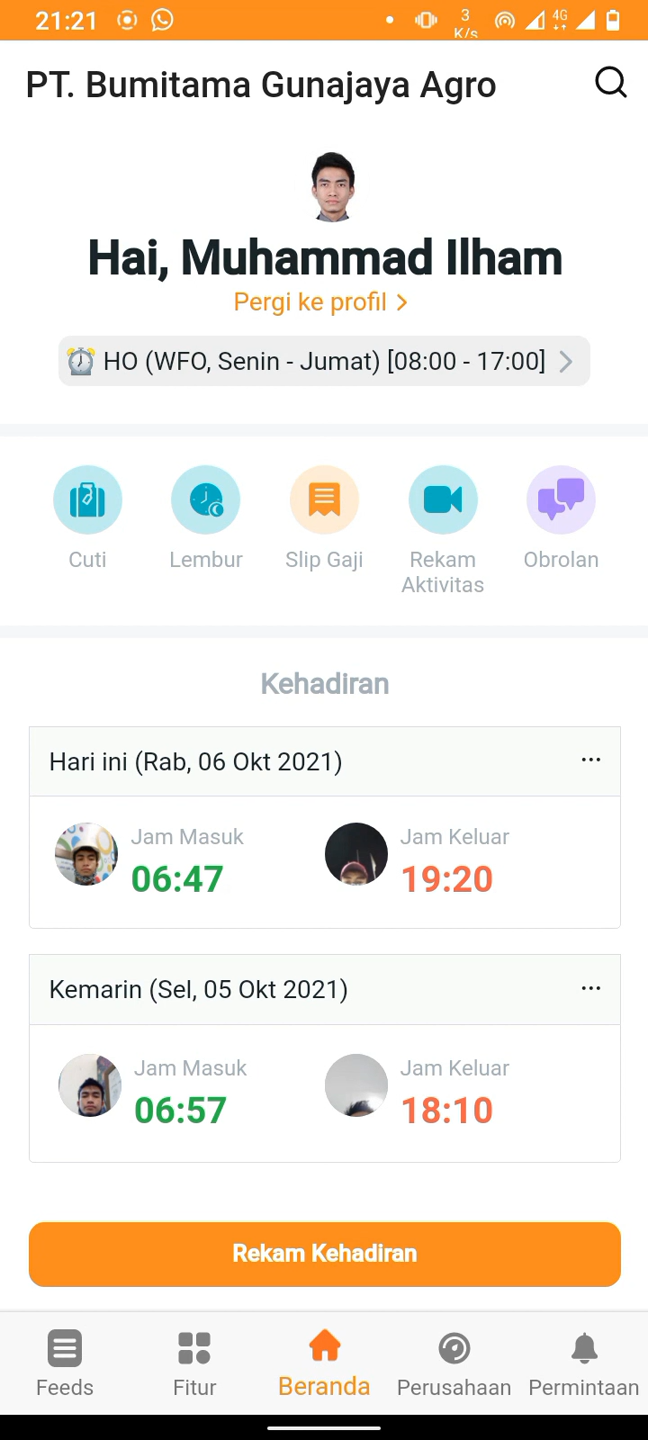 21:21 3 K/s 4G
PT. Bumitama Gunajaya Agro
Hai, Muhammad Ilham
Pergi ke profil
HO (WFO, Senin - Jumat) [08:00 - 17:00]
Cuti Lembur Slip Gaji Rekam Aktivitas Obrolan
Kehadiran
Hari ini (Rab, 06 Okt 2021)
Jam Masuk Jam Keluar
06:47 19:20
Kemarin (Sel, 05 Okt 2021)
Jam Masuk Jam Keluar
06:57 18:10
Rekam Kehadiran
Feeds Fitur Beranda Perusahaan Permintaan